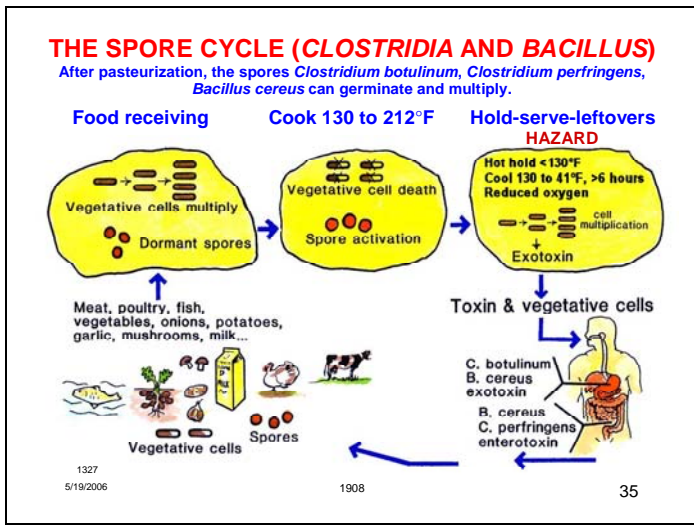 THE SPORE CYCLE (CLOSTRIDIA AND BACILLUS)
After pasteurization, the spores Clostridium botulinum, Clostridium perfringens,
Bacillus cereus can germinate and multiply.
Food receiving
Cook 130 to 212°F
Hold-serve-leftovers
HAZARD
Vegetative cells multiply
Dormant spores
Vegetative cell death
Spore activation
Hot hold <130°F
Cool 130 to 41°F, >6 hours
Reduced oxygen
cell
multiplication
Exotoxin
Meat, poultry, fish,
vegetables, onions, potatoes,
garlic, mushrooms, milk...
MILK
Vegetative cells
Spores
Toxin & vegetative cells
C. botulinum
B. cereus
exotoxin
B. cereus
C. perfringens
enterotoxin
1327
5/19/2006
1908
35